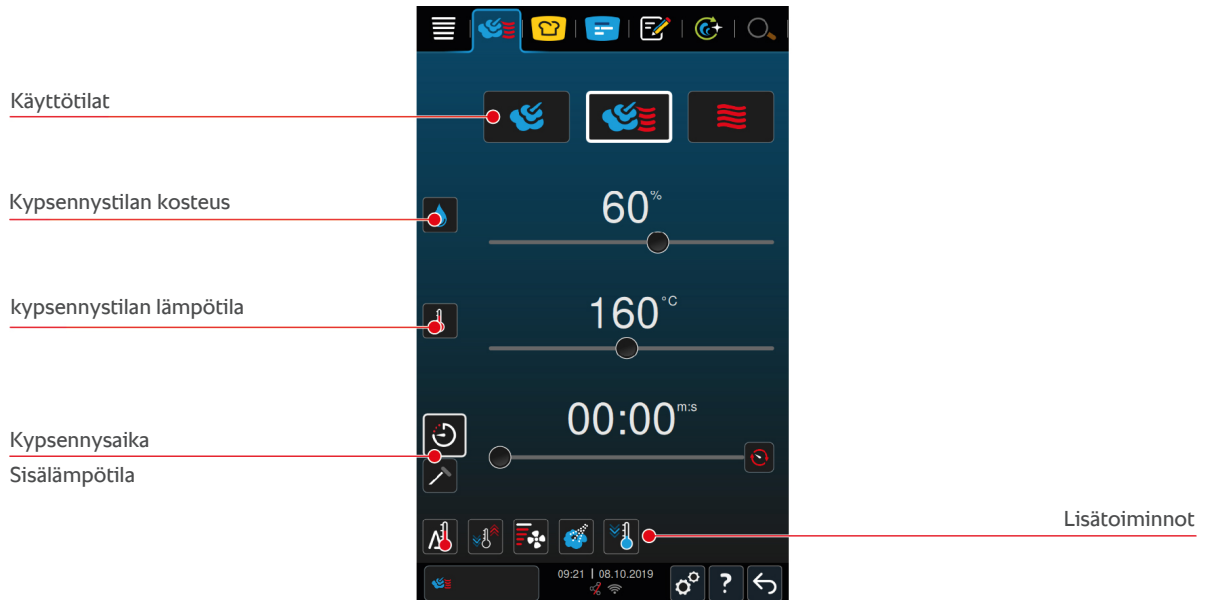 Käyttötilat
Kypsennystilan kosteus
60%
kypsennystilan lämpötila
160°C
00:00 m:s
Kypsennysaika
Sisälämpötila
Lisätoiminnot
09:21 | 08.10.2019
?